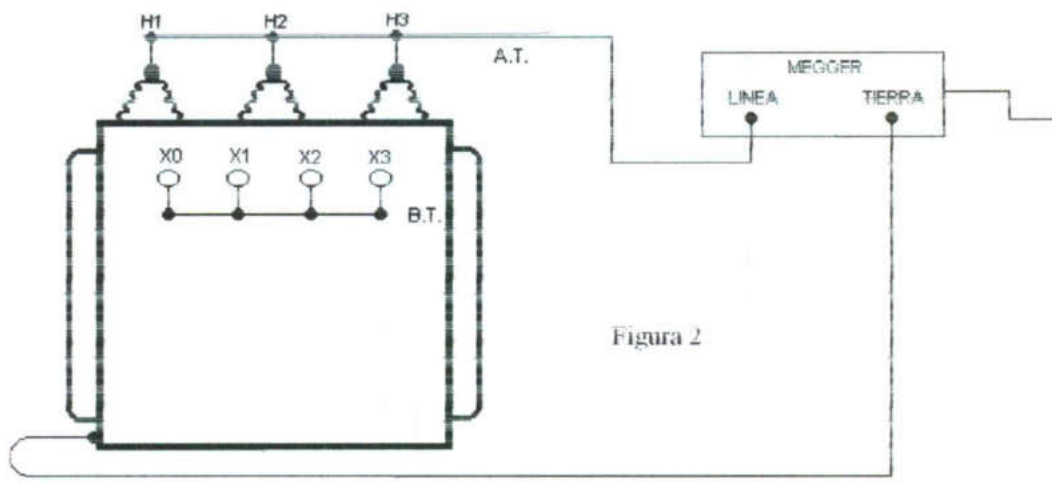 H1 H2 H3
A.T.
MEGGER
LINEA TIERRA
X0 X1 X2 X3
B.T.
Figura 2